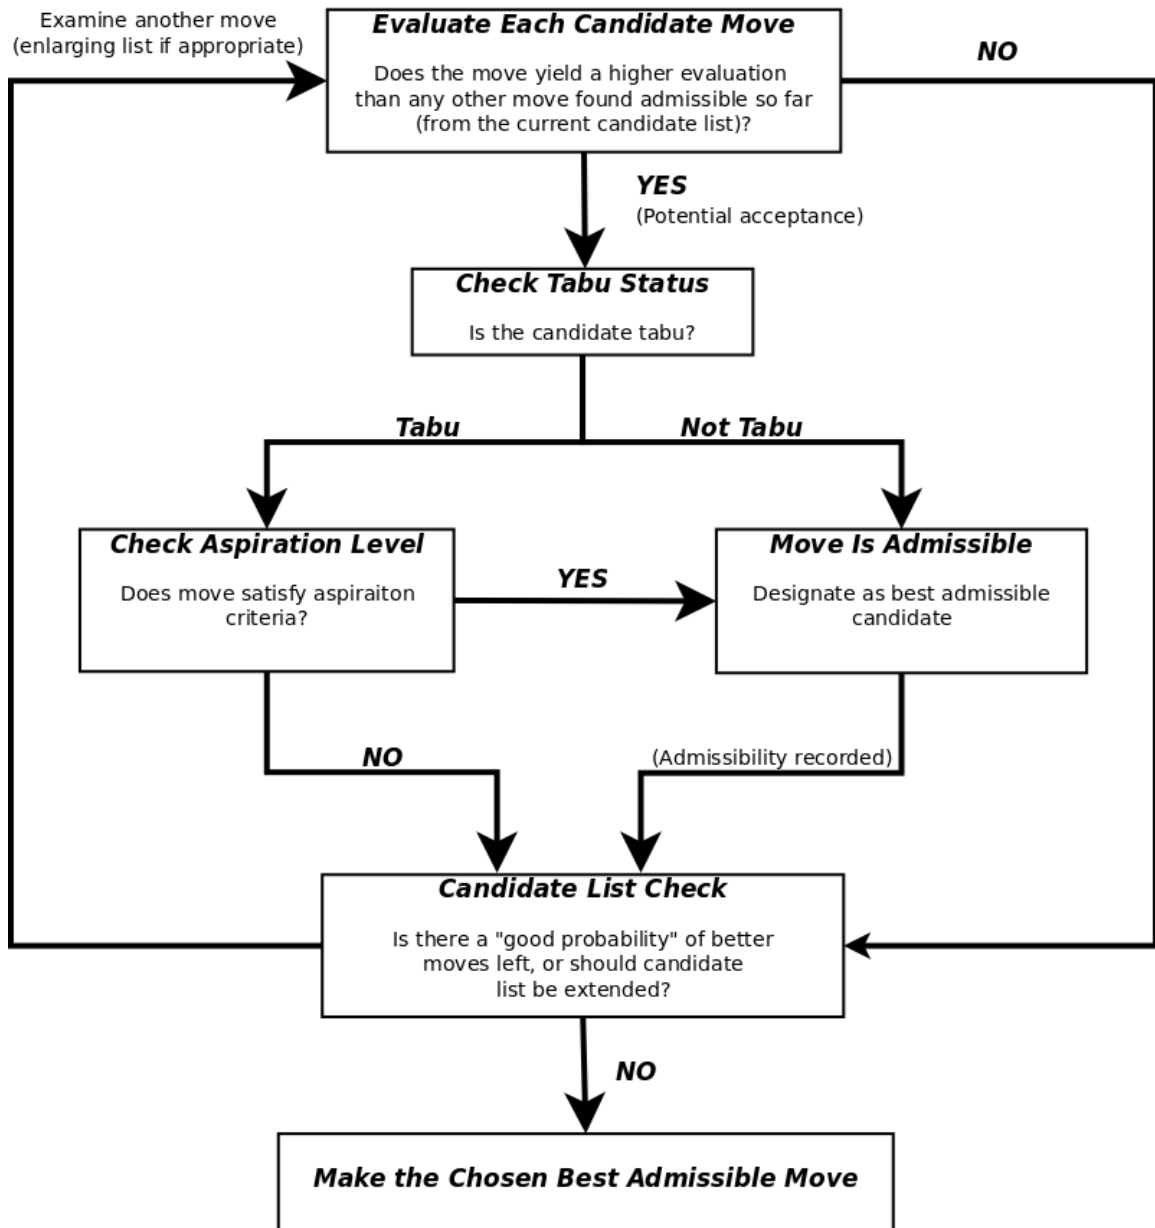 Examine another move
(enlarging list if appropriate)
Evaluate Each Candidate Move
Does the move yield a higher evaluation
than any other move found admissible so far
(from the current candidate list)?
NO
YES
(Potential acceptance)
Check Tabu Status
Is the candidate tabu?
Tabu
Not Tabu
Check Aspiration Level
Does move satisfy aspiraiton
criteria?
YES
Move Is Admissible
Designate as best admissible
candidate
NO
(Admissibility recorded)
Candidate List Check
Is there a "good probability" of better
moves left, or should candidate
list be extended?
NO
Make the Chosen Best Admissible Move